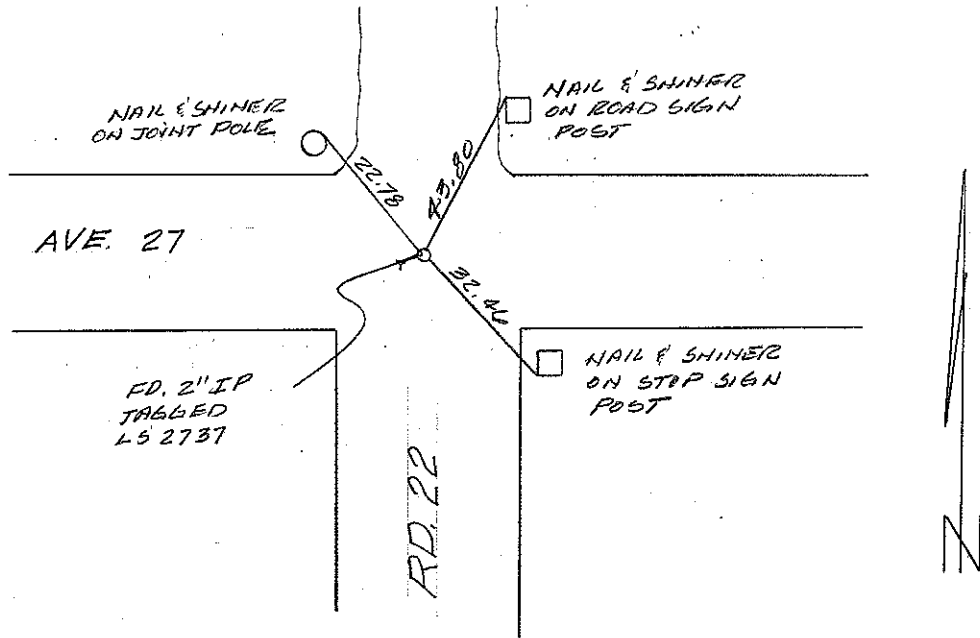 NAIL & SHINER
ON JOINT POLE
NAIL & SHINER
ON ROAD SIGN
POST
22.78
43.80
AVE. 27
32.46
NAIL & SHINER
ON STOP SIGN
POST
FD. 2" IP
JAGGED
LS 2737
RD. 22
N